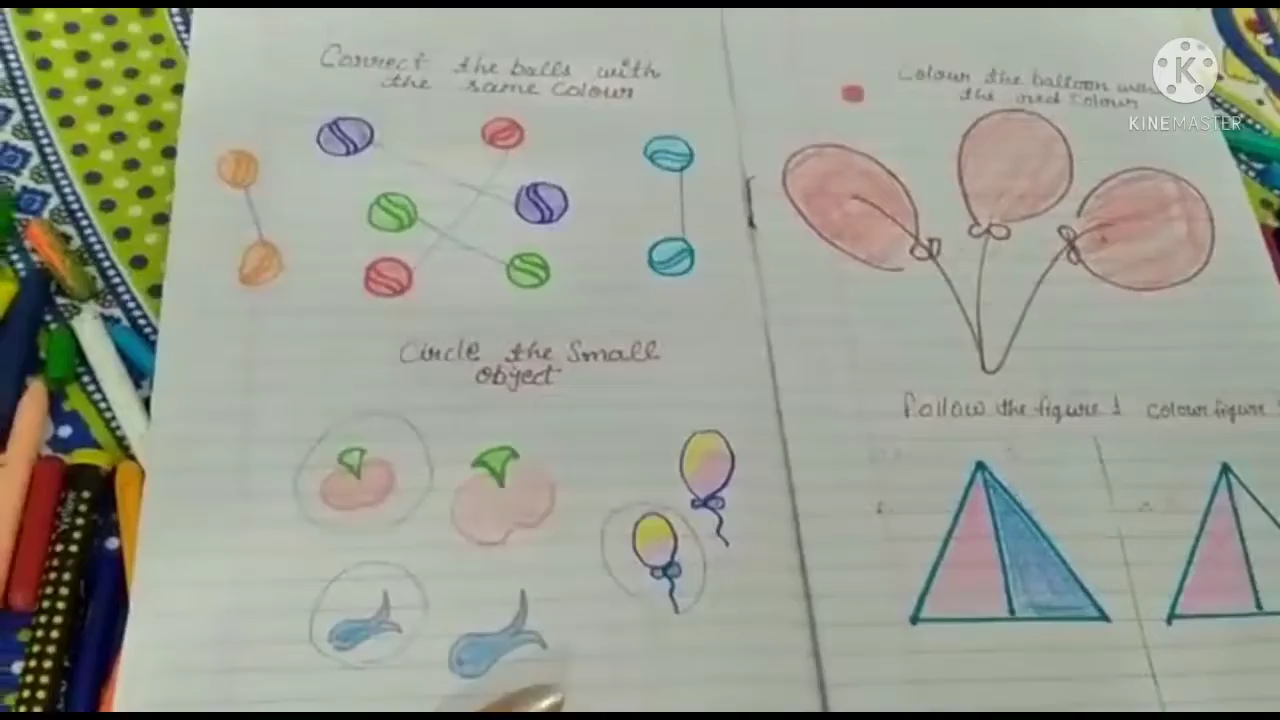 Connect the balls with
the same colour
Circle the small
object
Colour the balloon
the red colour
Follow the figure 1 colour figure
K
KINEMASTER